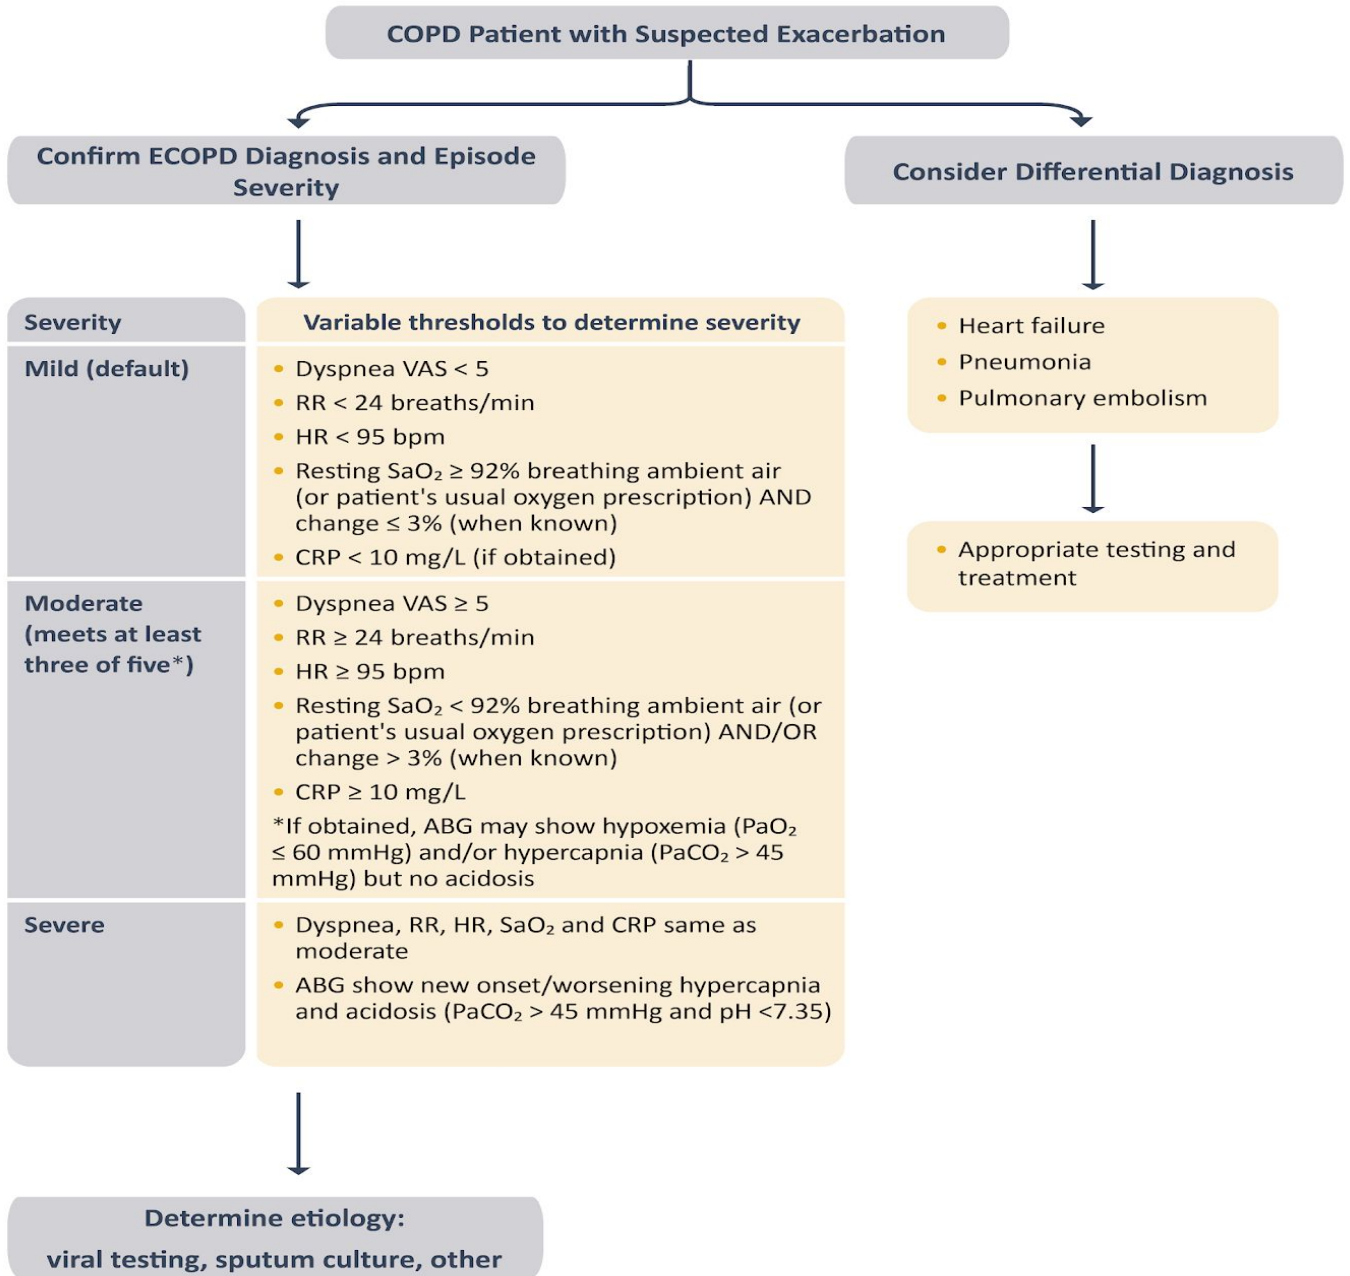 COPD Patient with Suspected Exacerbation
Confirm ECOPD Diagnosis and Episode
Severity
Consider Differential Diagnosis
Severity
Variable thresholds to determine severity
Mild (default)
• Dyspnea VAS < 5
• RR < 24 breaths/min
• HR < 95 bpm
• Resting SaO₂ ≥ 92% breathing ambient air
(or patient's usual oxygen prescription) AND
change ≤ 3% (when known)
• CRP < 10 mg/L (if obtained)
Moderate
(meets at least
three of five*)
• Dyspnea VAS ≥ 5
• RR ≥ 24 breaths/min
• HR ≥ 95 bpm
• Resting SaO₂ < 92% breathing ambient air (or
patient's usual oxygen prescription) AND/OR
change > 3% (when known)
• CRP ≥ 10 mg/L
*If obtained, ABG may show hypoxemia (PaO₂
≤ 60 mmHg) and/or hypercapnia (PaCO₂ > 45
mmHg) but no acidosis
Severe
• Dyspnea, RR, HR, SaO₂ and CRP same as
moderate
• ABG show new onset/worsening hypercapnia
and acidosis (PaCO₂ > 45 mmHg and pH <7.35)
• Heart failure
• Pneumonia
• Pulmonary embolism
• Appropriate testing and
treatment
Determine etiology:
viral testing, sputum culture, other